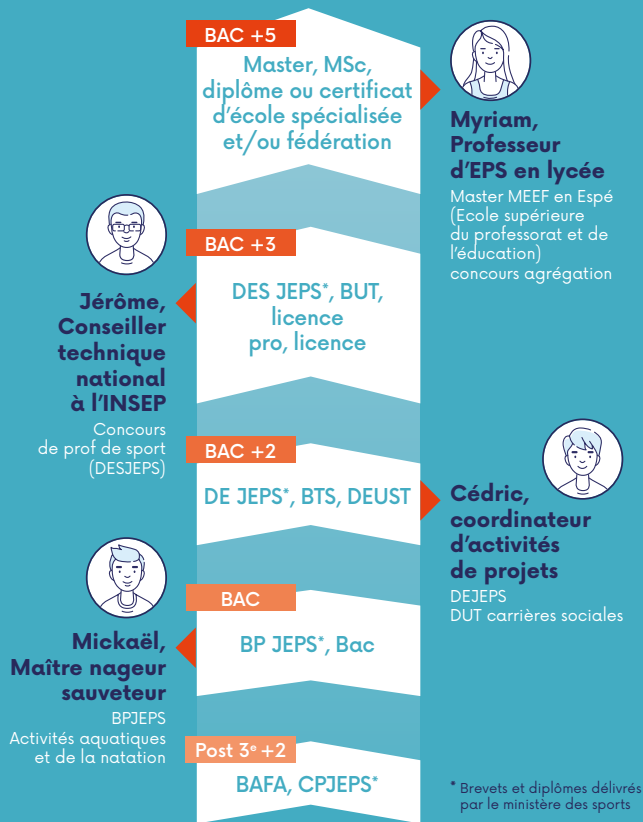 BAC +5
Master, MSc,
diplôme ou certificat
d'école spécialisée
et/ou fédération
Myriam,
Professeur
d'EPS en lycée
Master MEEF en Espé
(Ecole supérieure
du professorat et de
l'éducation)
concours agrégation
BAC +3
DES JEPS*, BUT,
licence
pro, licence
Jérôme,
Conseiller
technique
national
à l'INSEP
Concours
de prof de sport
(DESJEPS)
BAC +2
DE JEPS*, BTS, DEUST
Cédric,
coordinateur
d'activités
de projets
DEJEPS
DUT carrières sociales
BAC
BP JEPS*, Bac
Mickaël,
Maître nageur
sauveteur
BPJEPS
Activités aquatiques
et de la natation
Post 3e +2
BAFA, CPJEPS*
* Brevets et diplômes délivrés
par le ministère des sports